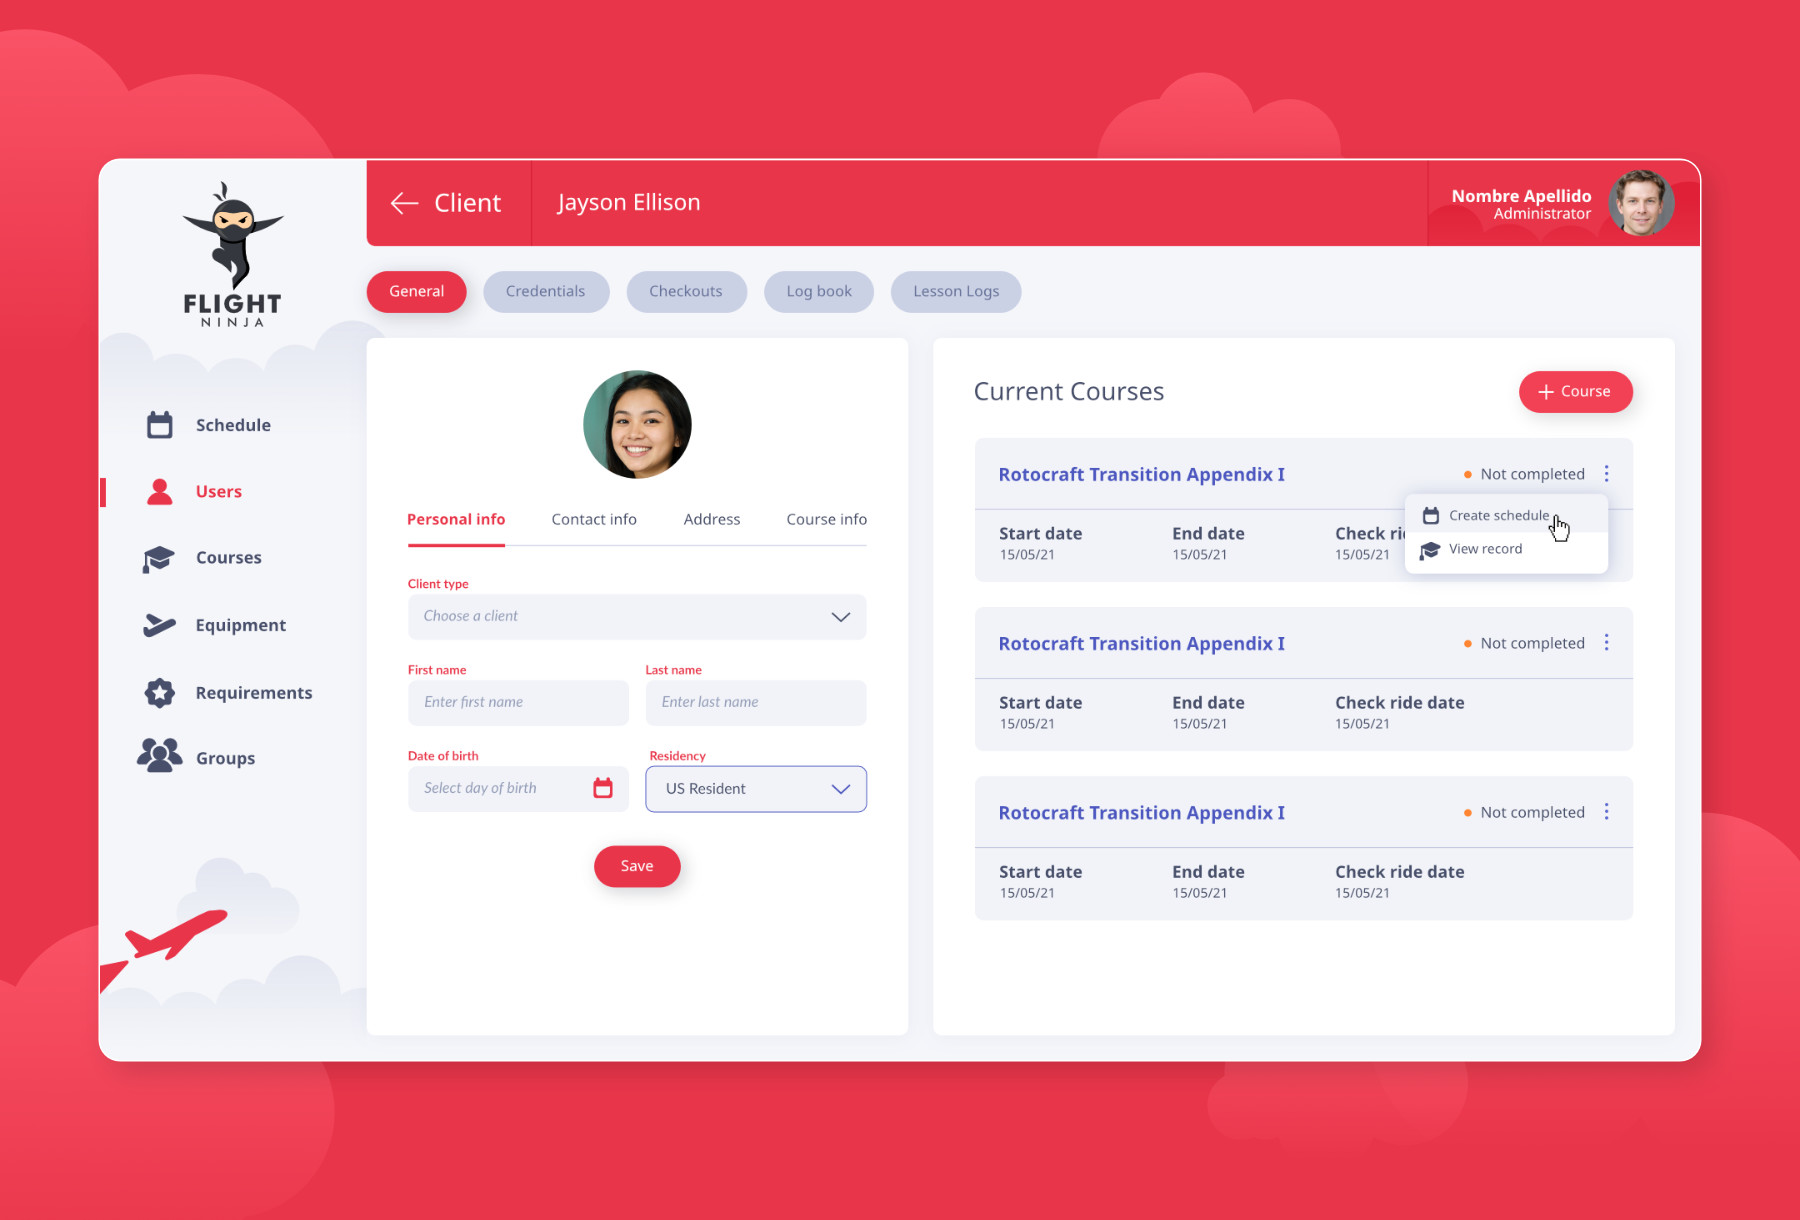 FLIGHT
NINJA
Schedule
Users
Courses
Equipment
Requirements
Groups
Client
Jayson Ellison
Nombre Apellido
Administrator
General
Credentials
Checkouts
Log book
Lesson Logs
Personal info
Contact info
Address
Course info
Client type
Choose a client
First name
Last name
Enter first name
Enter last name
Date of birth
Residency
Select day of birth
US Resident
Save
Current Courses
Course
Rotocraft Transition Appendix I
Not completed
Create schedule
View record
Start date
End date
Check ri
15/05/21
15/05/21
15/05/21
Rotocraft Transition Appendix I
Not completed
Start date
End date
Check ride date
15/05/21
15/05/21
15/05/21
Rotocraft Transition Appendix I
Not completed
Start date
End date
Check ride date
15/05/21
15/05/21
15/05/21